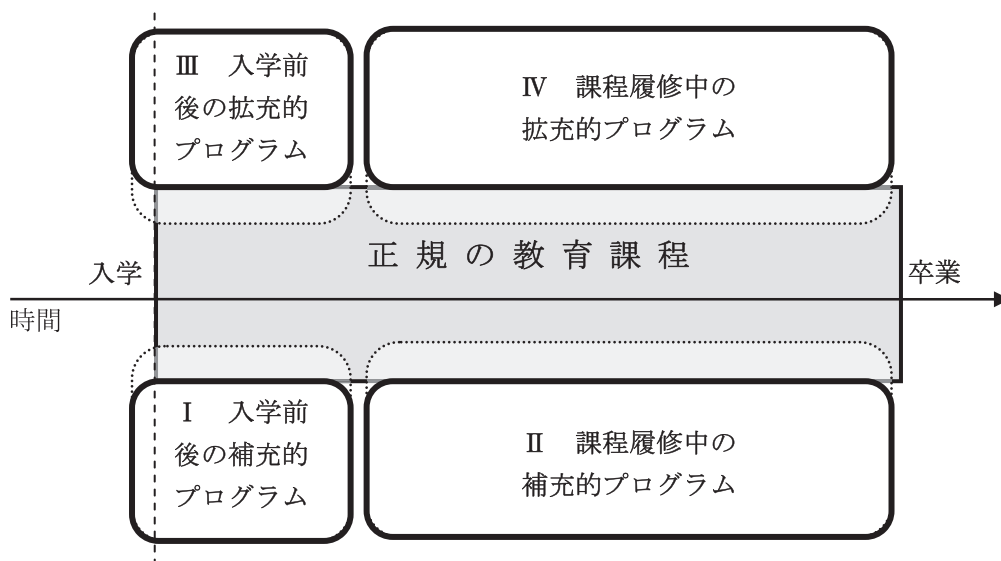 Ⅲ 入学前
後の拡充的
プログラム
Ⅳ 課程履修中の
拡充的プログラム
正規の教育課程
入学
卒業
時間
Ⅰ 入学前
後の補充的
プログラム
Ⅱ 課程履修中の
補充的プログラム